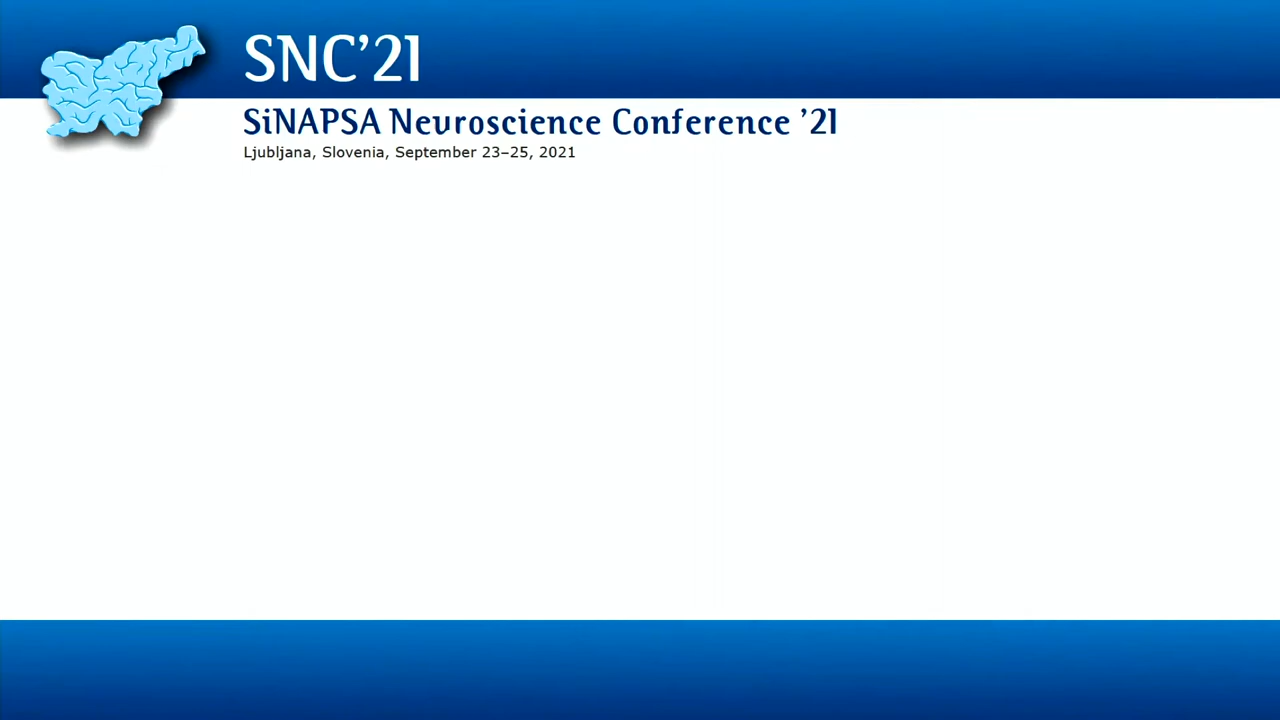 SNC’21
SiNAPSA Neuroscience Conference ’21
Ljubljana, Slovenia, September 23–25, 2021